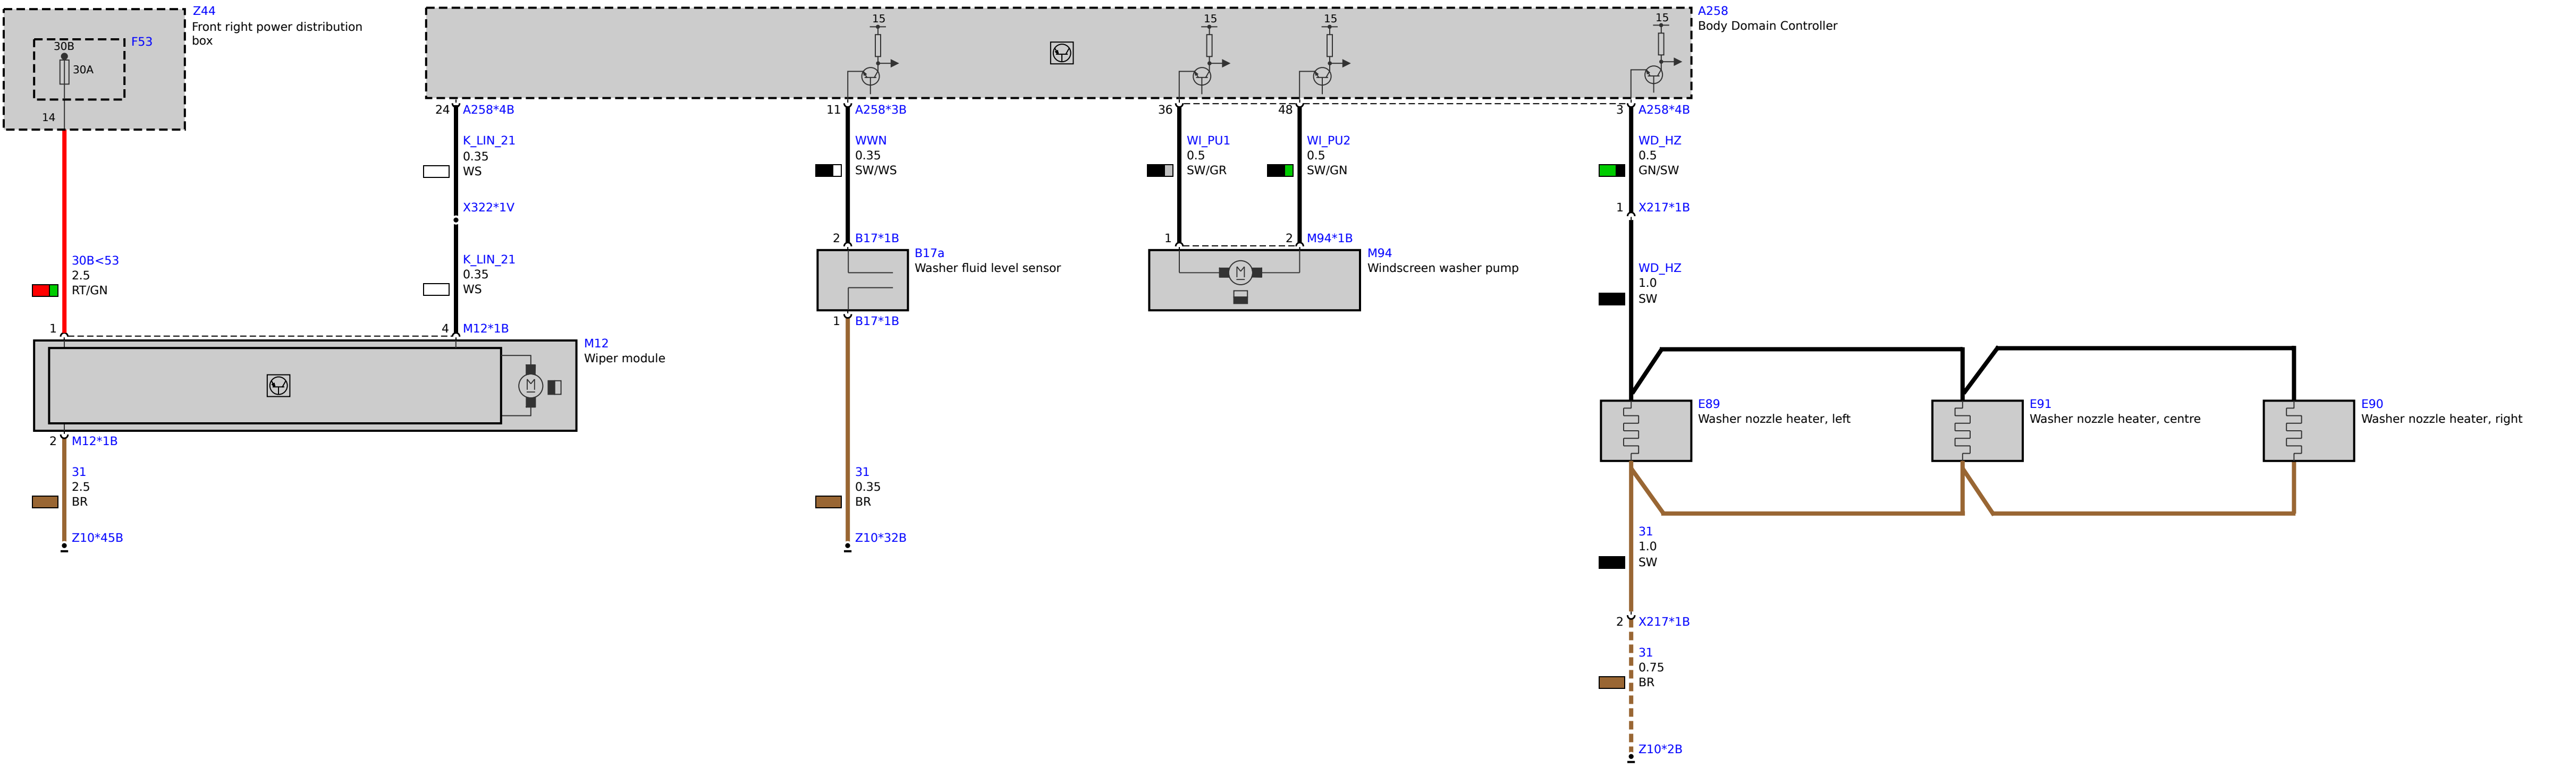 Z44
Front right power distribution
box
F53
30B
30A
14
15
15
15
15
A258
Body Domain Controller
24
A258*4B
11
A258*3B
36
48
3
A258*4B
K_LIN_21
0.35
WS
WWN
0.35
SW/WS
WI_PU1
0.5
SW/GR
WI_PU2
0.5
SW/GN
WD_HZ
0.5
GN/SW
X322*1V
1
X217*1B
2
B17*1B
1
2
M94*1B
30B<53
2.5
RT/GN
K_LIN_21
0.35
WS
B17a
Washer fluid level sensor
M
M94
Windscreen washer pump
WD_HZ
1.0
SW
1
4
M12*1B
1
B17*1B
M12
Wiper module
M
E89
Washer nozzle heater, left
E91
Washer nozzle heater, centre
E90
Washer nozzle heater, right
2
M12*1B
31
2.5
BR
31
0.35
BR
Z10*45B
Z10*32B
31
1.0
SW
2
X217*1B
31
0.75
BR
Z10*2B